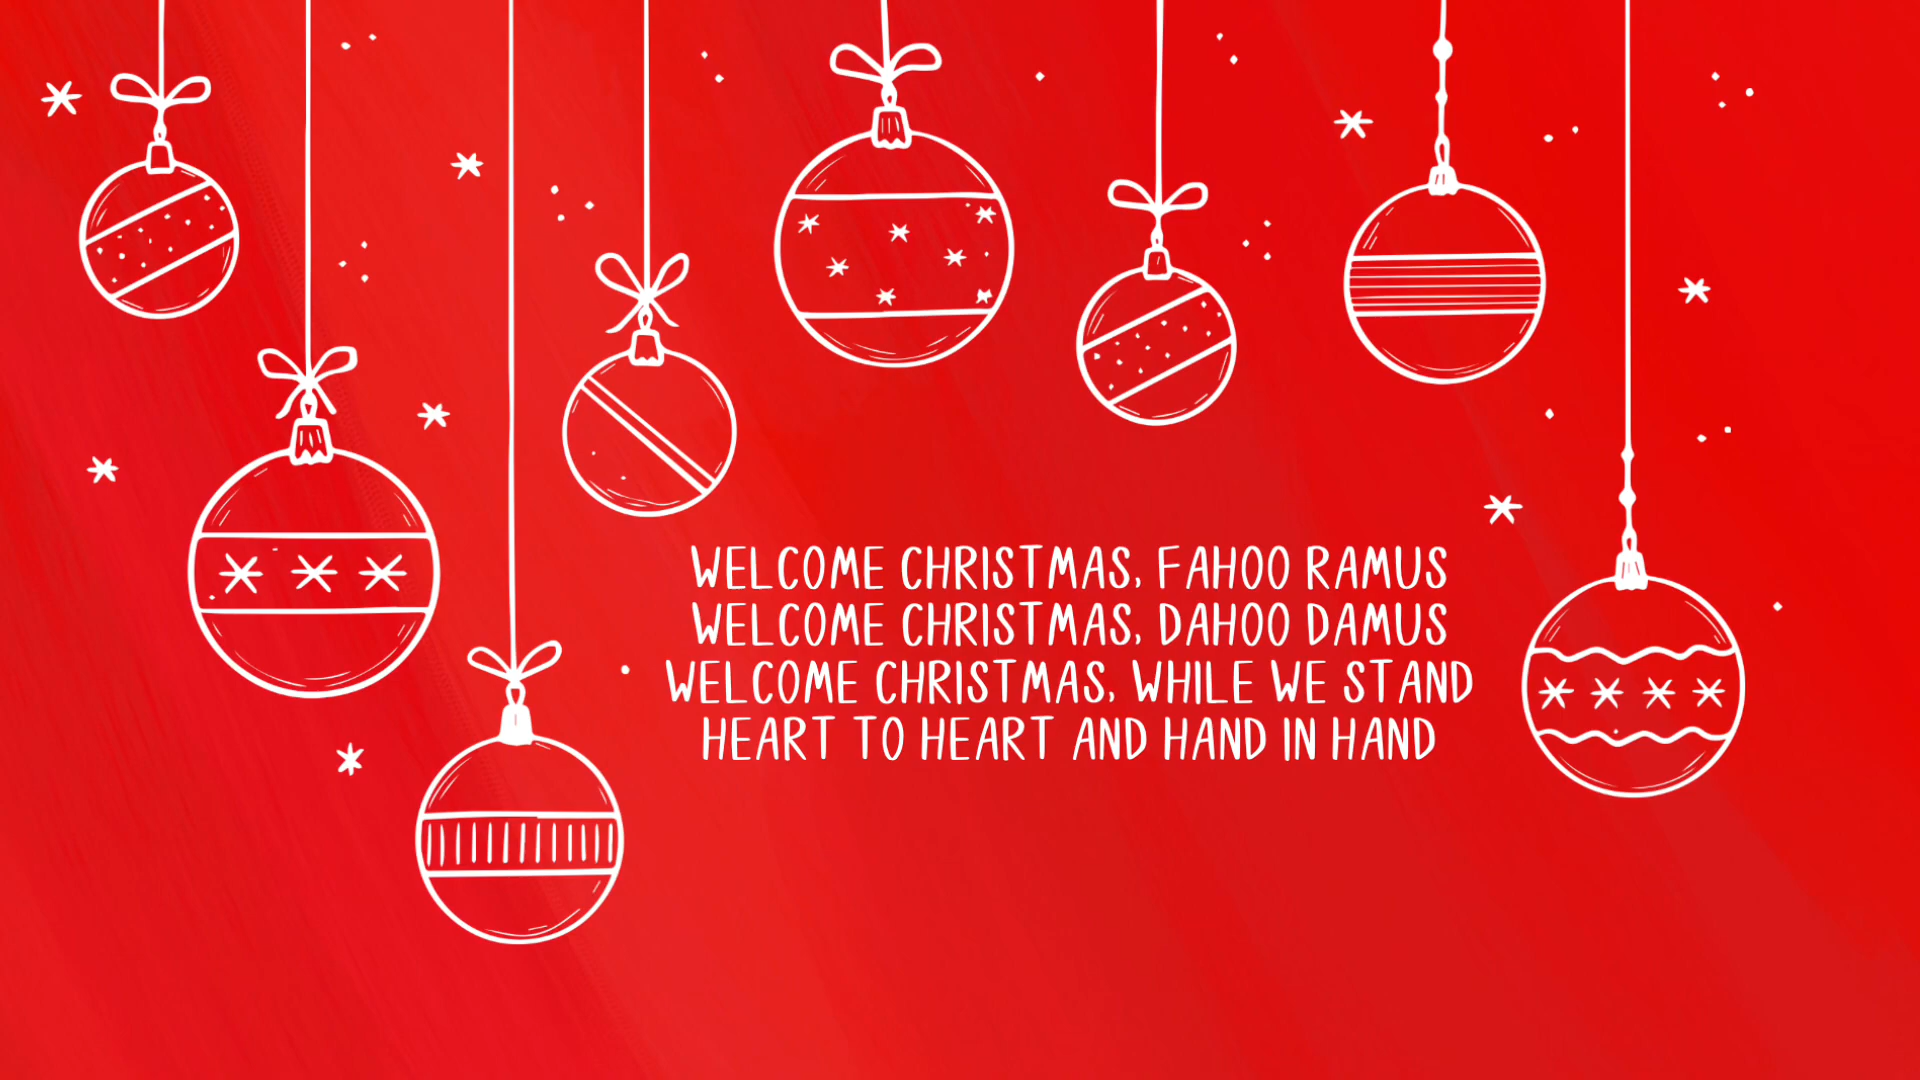 WELCOME CHRISTMAS, FAHOO RAMUS
WELCOME CHRISTMAS, DAHOO DAMUS
WELCOME CHRISTMAS, WHILE WE STAND
HEART TO HEART AND HAND IN HAND